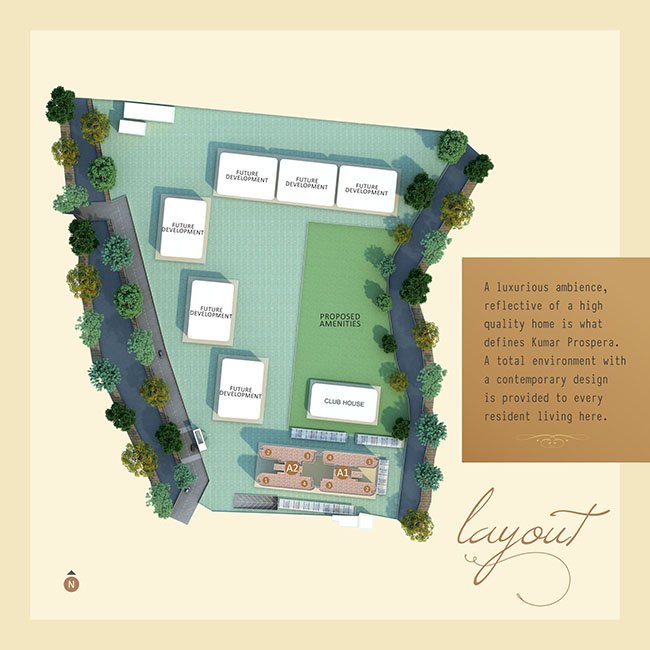 FUTURE
DEVELOPMENT
FUTURE
DEVELOPMENT
FUTURE
DEVELOPMENT
FUTURE
DEVELOPMENT
FUTURE
DEVELOPMENT
PROPOSED
AMENITIES
FUTURE
DEVELOPMENT
CLUB HOUSE
2 3 4 1
A2 A1
1 4 3 2
A luxurious ambience,
reflective of a high
quality home is what
defines Kumar Prospera.
A total environment with
a contemporary design
is provided to every
resident living here.
layout
N